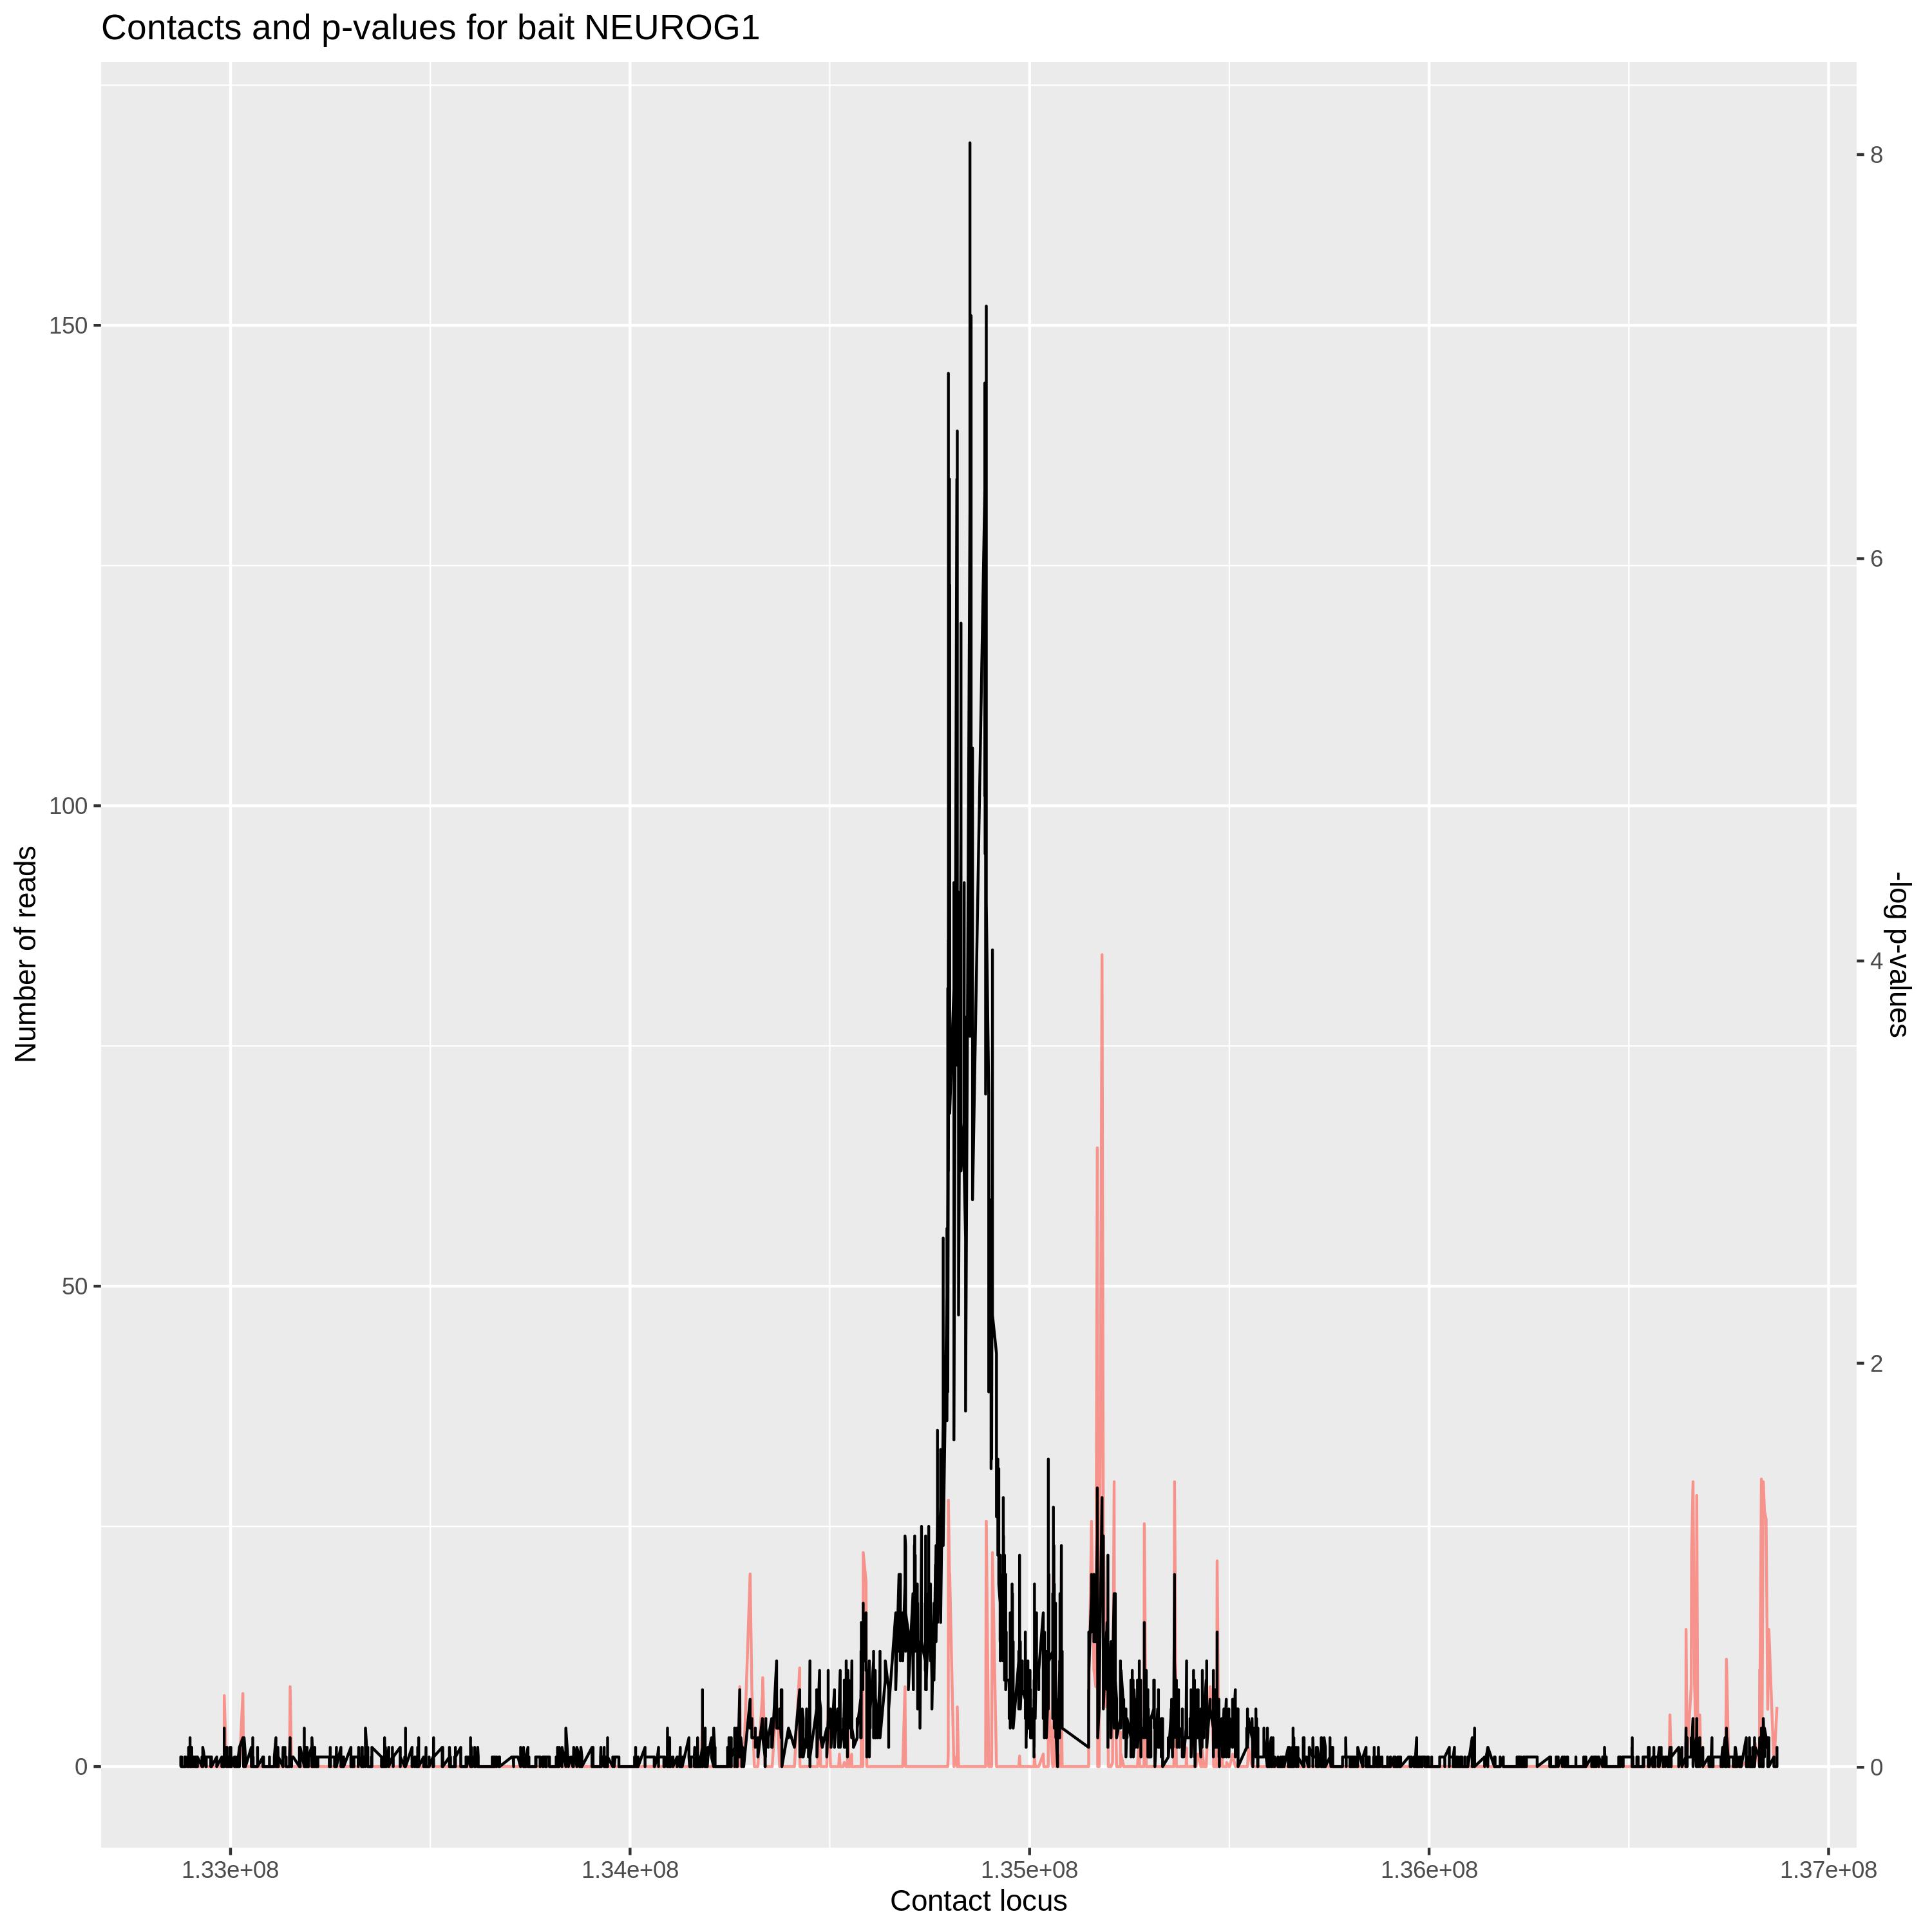 Contacts and p-values for bait NEUROG1
Number of reads
150
100
50
0
8
6
4
2
0
-log p-values
1.33e+08
1.34e+08
1.35e+08
1.36e+08
1.37e+08
Contact locus